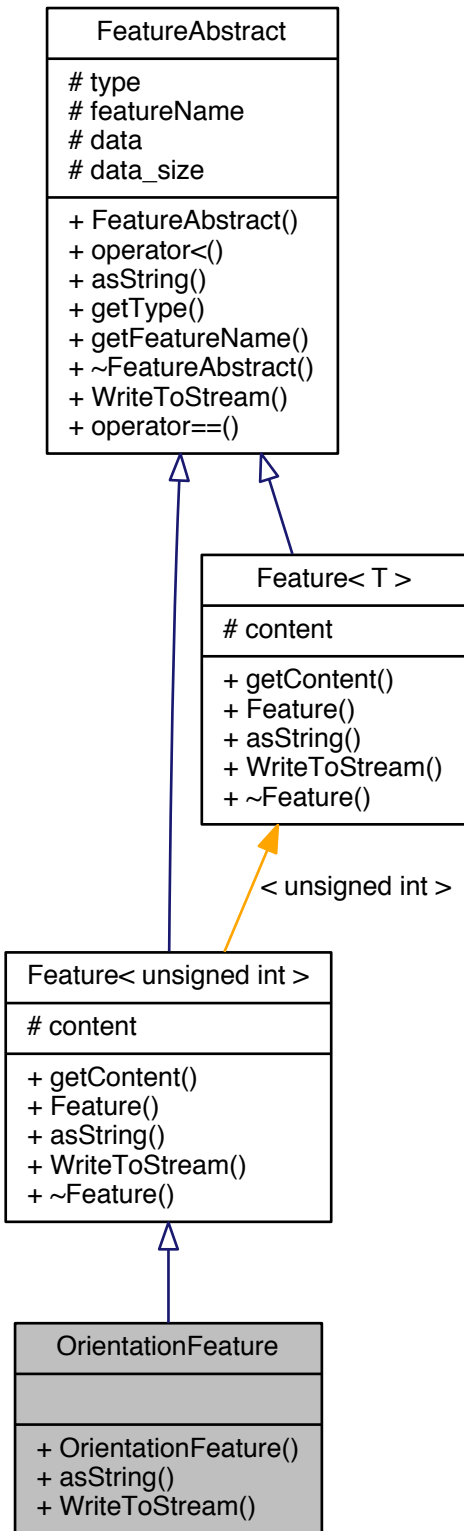 FeatureAbstract
# type
# featureName
# data
# data_size
+ FeatureAbstract()
+ operator<()
+ asString()
+ getType()
+ getFeatureName()
+ ~FeatureAbstract()
+ WriteToStream()
+ operator==()
Feature< T >
# content
+ getContent()
+ Feature()
+ asString()
+ WriteToStream()
+ ~Feature()
< unsigned int >
Feature< unsigned int >
# content
+ getContent()
+ Feature()
+ asString()
+ WriteToStream()
+ ~Feature()
OrientationFeature
+ OrientationFeature()
+ asString()
+ WriteToStream()